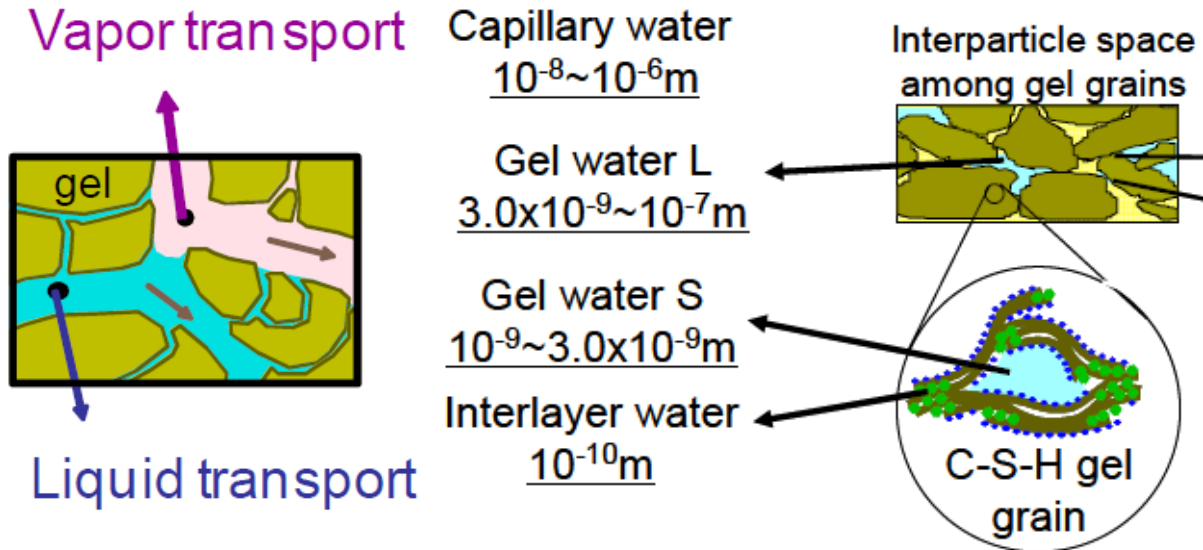 Vapor transport
gel
Liquid transport
Capillary water
10⁻⁸~10⁻⁶m
Gel water L
3.0x10⁻⁹~10⁻⁷m
Gel water S
10⁻⁹~3.0x10⁻⁹m
Interlayer water
10⁻¹⁰m
Interparticle space
among gel grains
C-S-H gel
grain